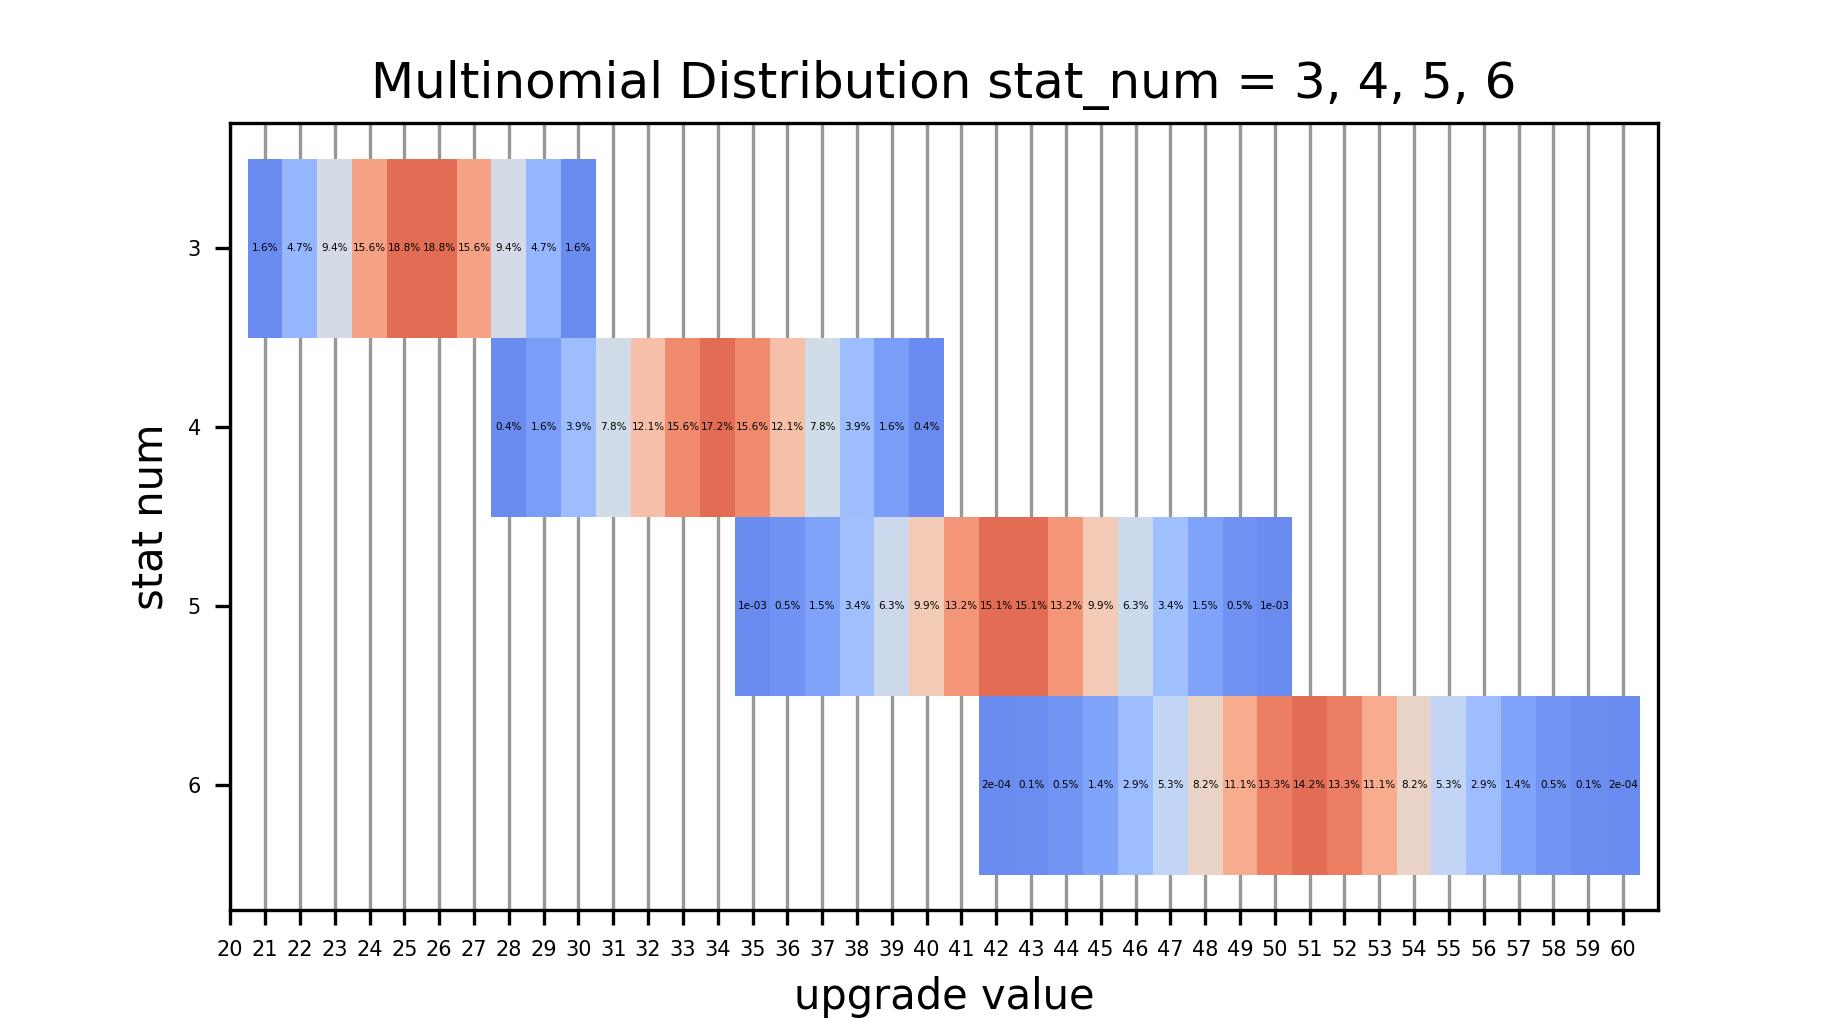 Multinomial Distribution stat_num = 3, 4, 5, 6
stat num
3
1.6% 4.7% 9.4% 15.6% 18.8% 18.8% 15.6% 9.4% 4.7% 1.6%
4
0.4% 1.6% 3.9% 7.8% 12.1% 15.6% 17.2% 15.6% 12.1% 7.8% 3.9% 1.6% 0.4%
5
1e-03 0.5% 1.5% 3.4% 6.3% 9.9% 13.2% 15.1% 15.1% 13.2% 9.9% 6.3% 3.4% 1.5% 0.5% 1e-03
6
2e-04 0.1% 0.5% 1.4% 2.9% 5.3% 8.2% 11.1% 13.3% 14.2% 13.3% 11.1% 8.2% 5.3% 2.9% 1.4% 0.5% 0.1% 2e-04
20 21 22 23 24 25 26 27 28 29 30 31 32 33 34 35 36 37 38 39 40 41 42 43 44 45 46 47 48 49 50 51 52 53 54 55 56 57 58 59 60
upgrade value